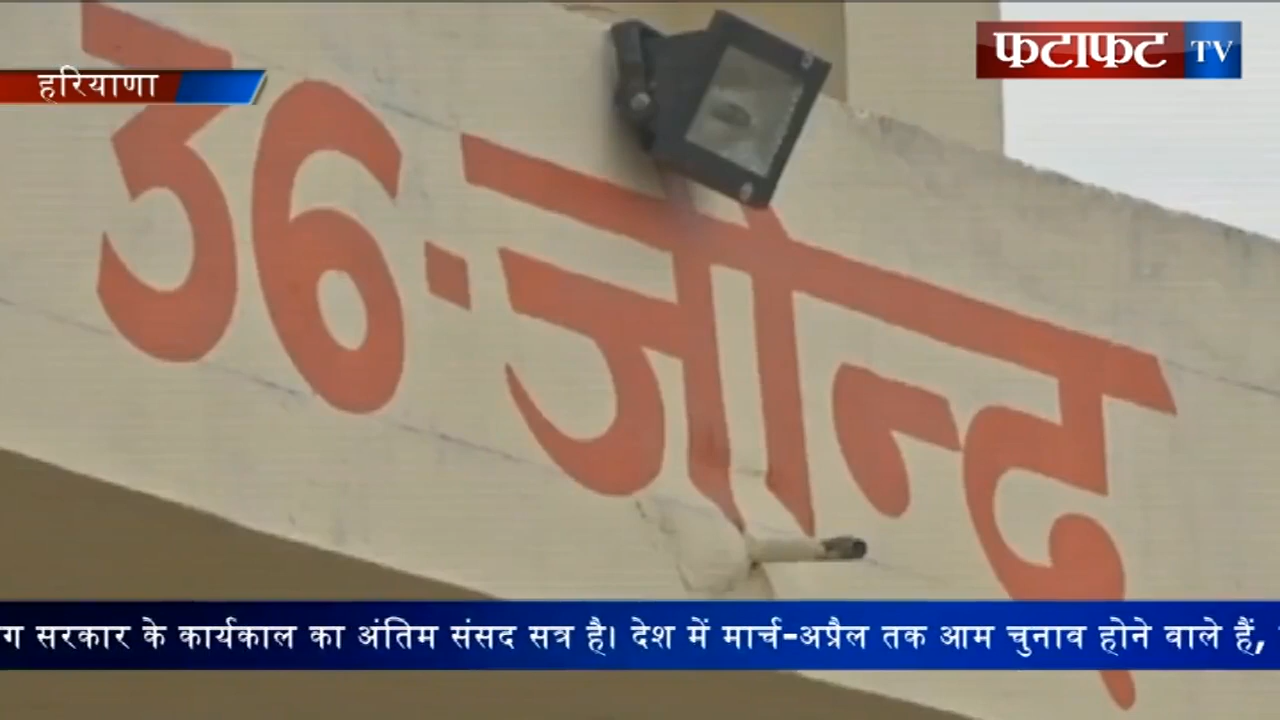 फटाफट TV
हरियाणा
36-जीन्द
ग सरकार के कार्यकाल का अंतिम संसद सत्र है। देश में मार्च-अप्रैल तक आम चुनाव होने वाले हैं,